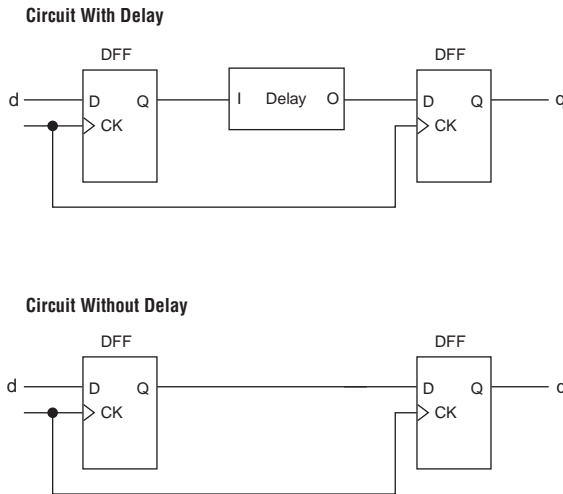 Circuit With Delay
DFF DFF
d D Q I Delay O D Q q
CK CK
Circuit Without Delay
DFF DFF
d D Q D Q
CK CK